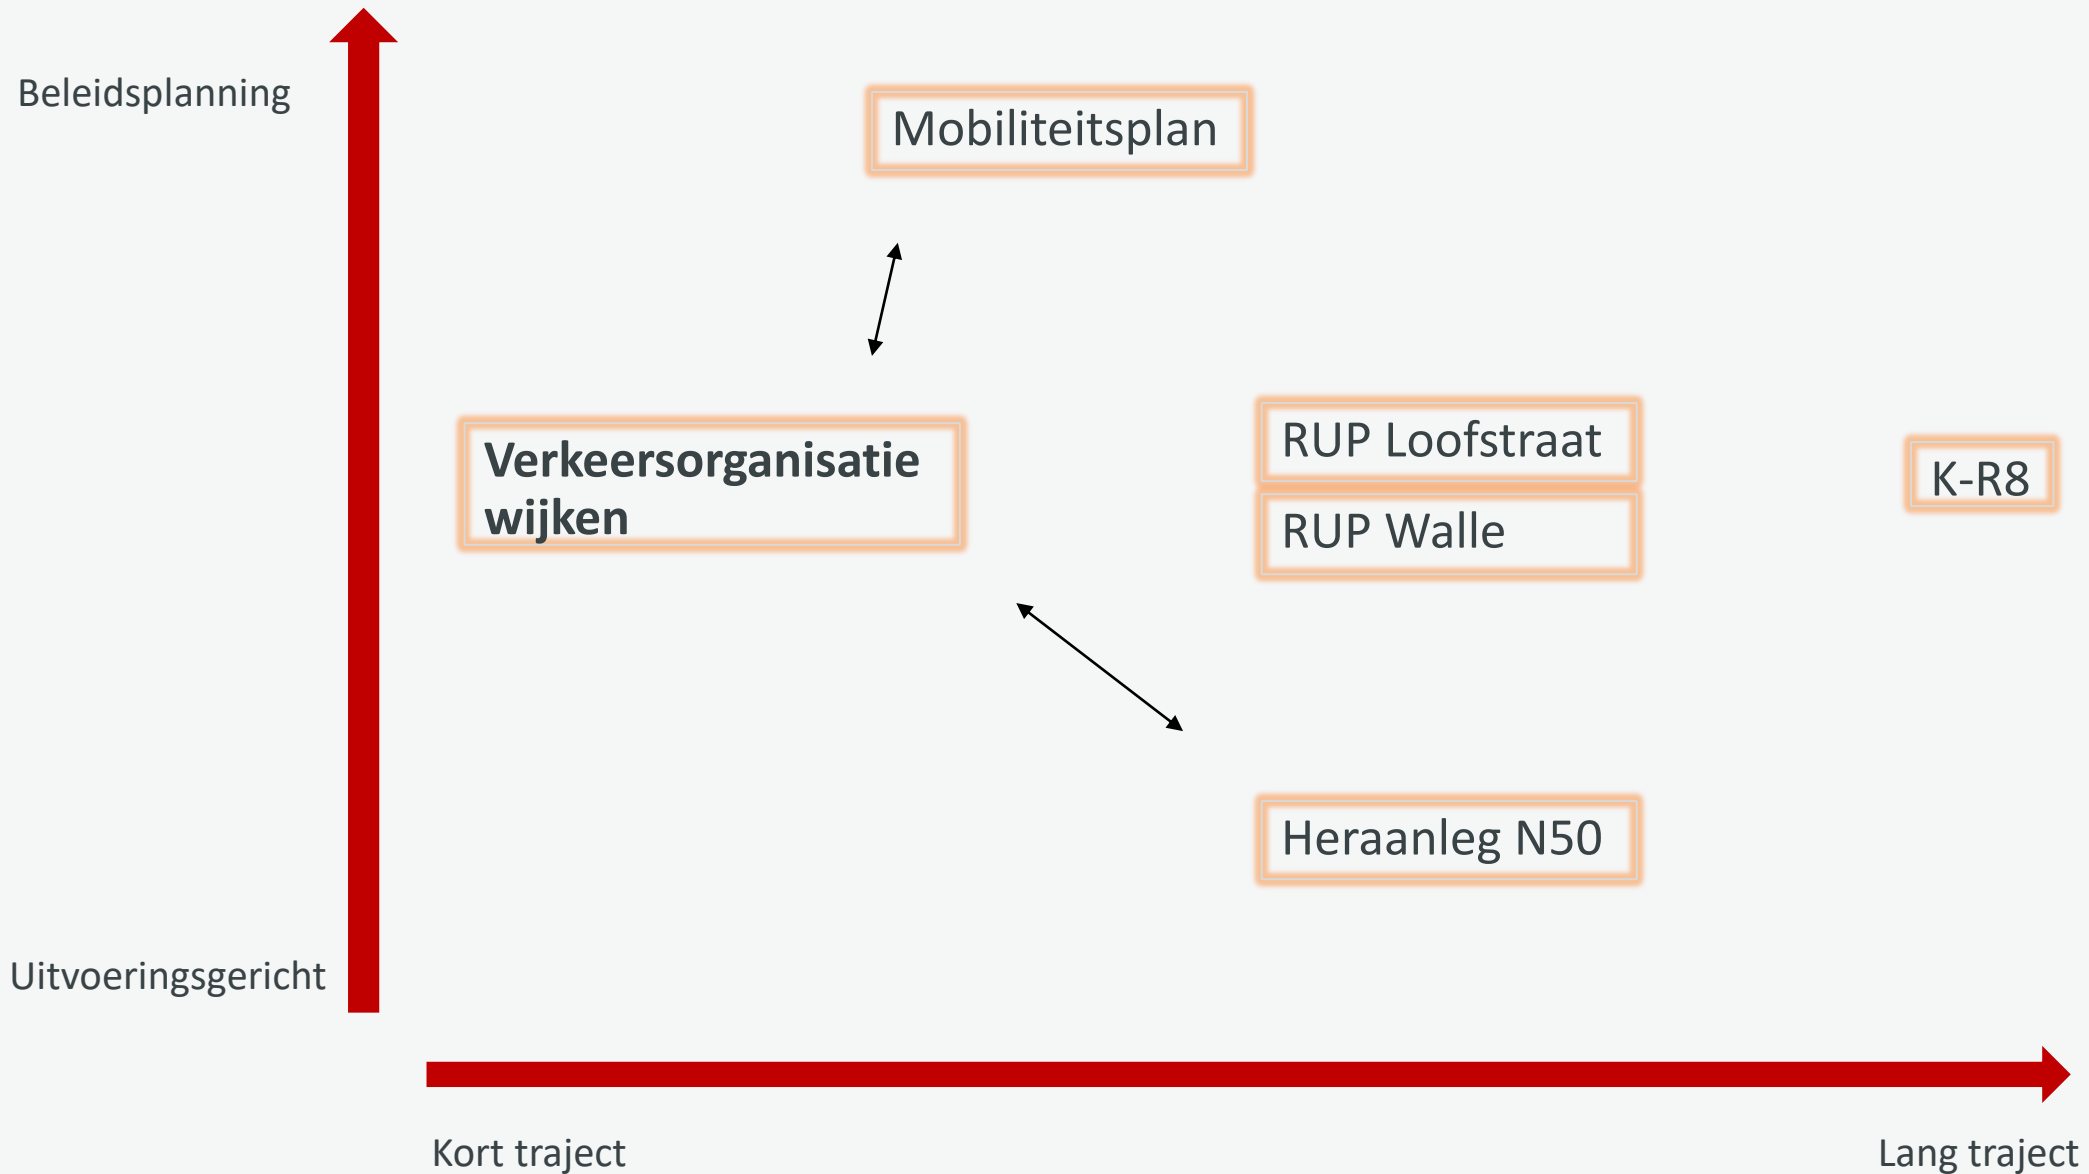 Beleidsplanning
Mobiliteitsplan
Verkeersorganisatie
wijken
RUP Loofstraat
RUP Walle
K-R8
Heraanleg N50
Uitvoeringsgericht
Kort traject
Lang traject